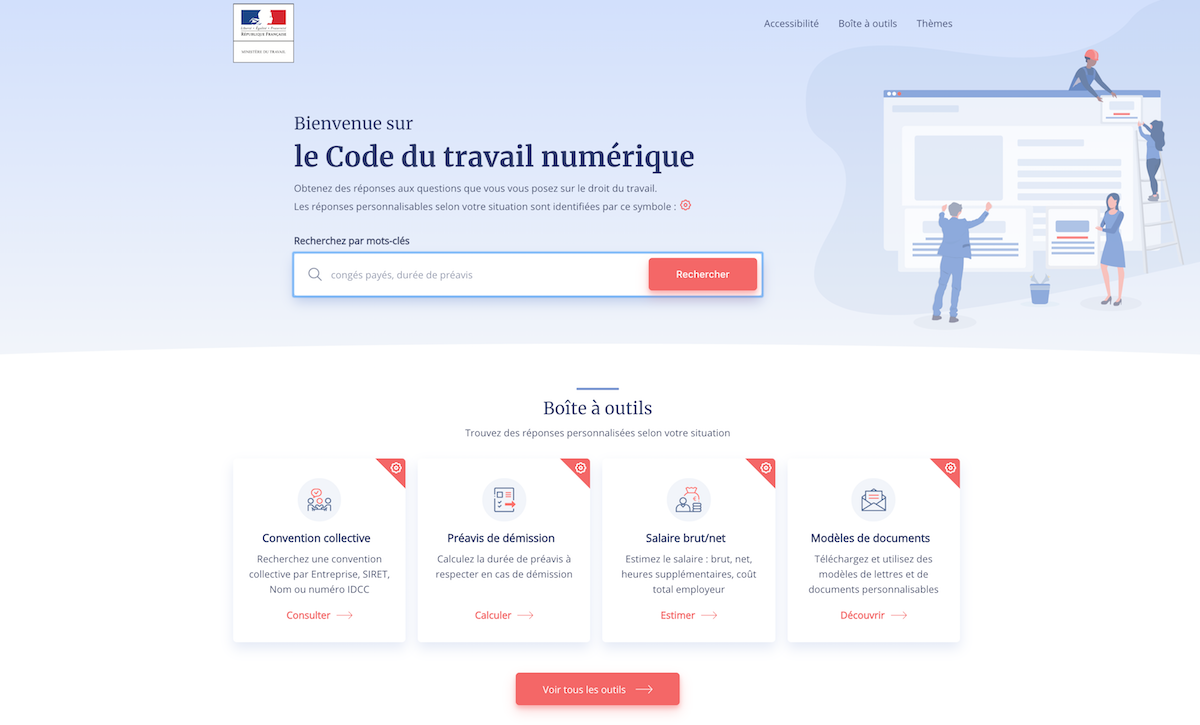 Liberté • Égalité • Fraternité
RÉPUBLIQUE FRANÇAISE
MINISTÈRE DU TRAVAIL
Accessibilité
Boîte à outils
Thèmes
Bienvenue sur
le Code du travail numérique
Obtenez des réponses aux questions que vous vous posez sur le droit du travail.
Les réponses personnalisables selon votre situation sont identifiées par ce symbole :
Recherchez par mots-clés
congés payés, durée de préavis
Rechercher
Boîte à outils
Trouvez des réponses personnalisées selon votre situation
Convention collective
Recherchez une convention
collective par Entreprise, SIRET,
Nom ou numéro IDCC
Consulter
Préavis de démission
Calculez la durée de préavis à
respecter en cas de démission
Calculer
Salaire brut/net
Estimez le salaire : brut, net,
heures supplémentaires, coût
total employeur
Estimer
Modèles de documents
Téléchargez et utilisez des
modèles de lettres et de
documents personnalisables
Découvrir
Voir tous les outils